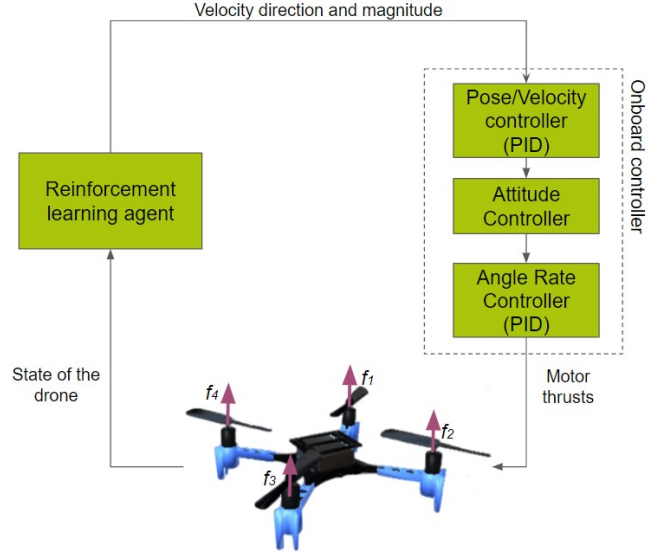 Velocity direction and magnitude
Onboard controller
Pose/Velocity
controller
(PID)
Reinforcement
learning agent
Attitude
Controller
Angle Rate
Controller
(PID)
State of the
drone
Motor
thrusts
f1
f4
f2
f3